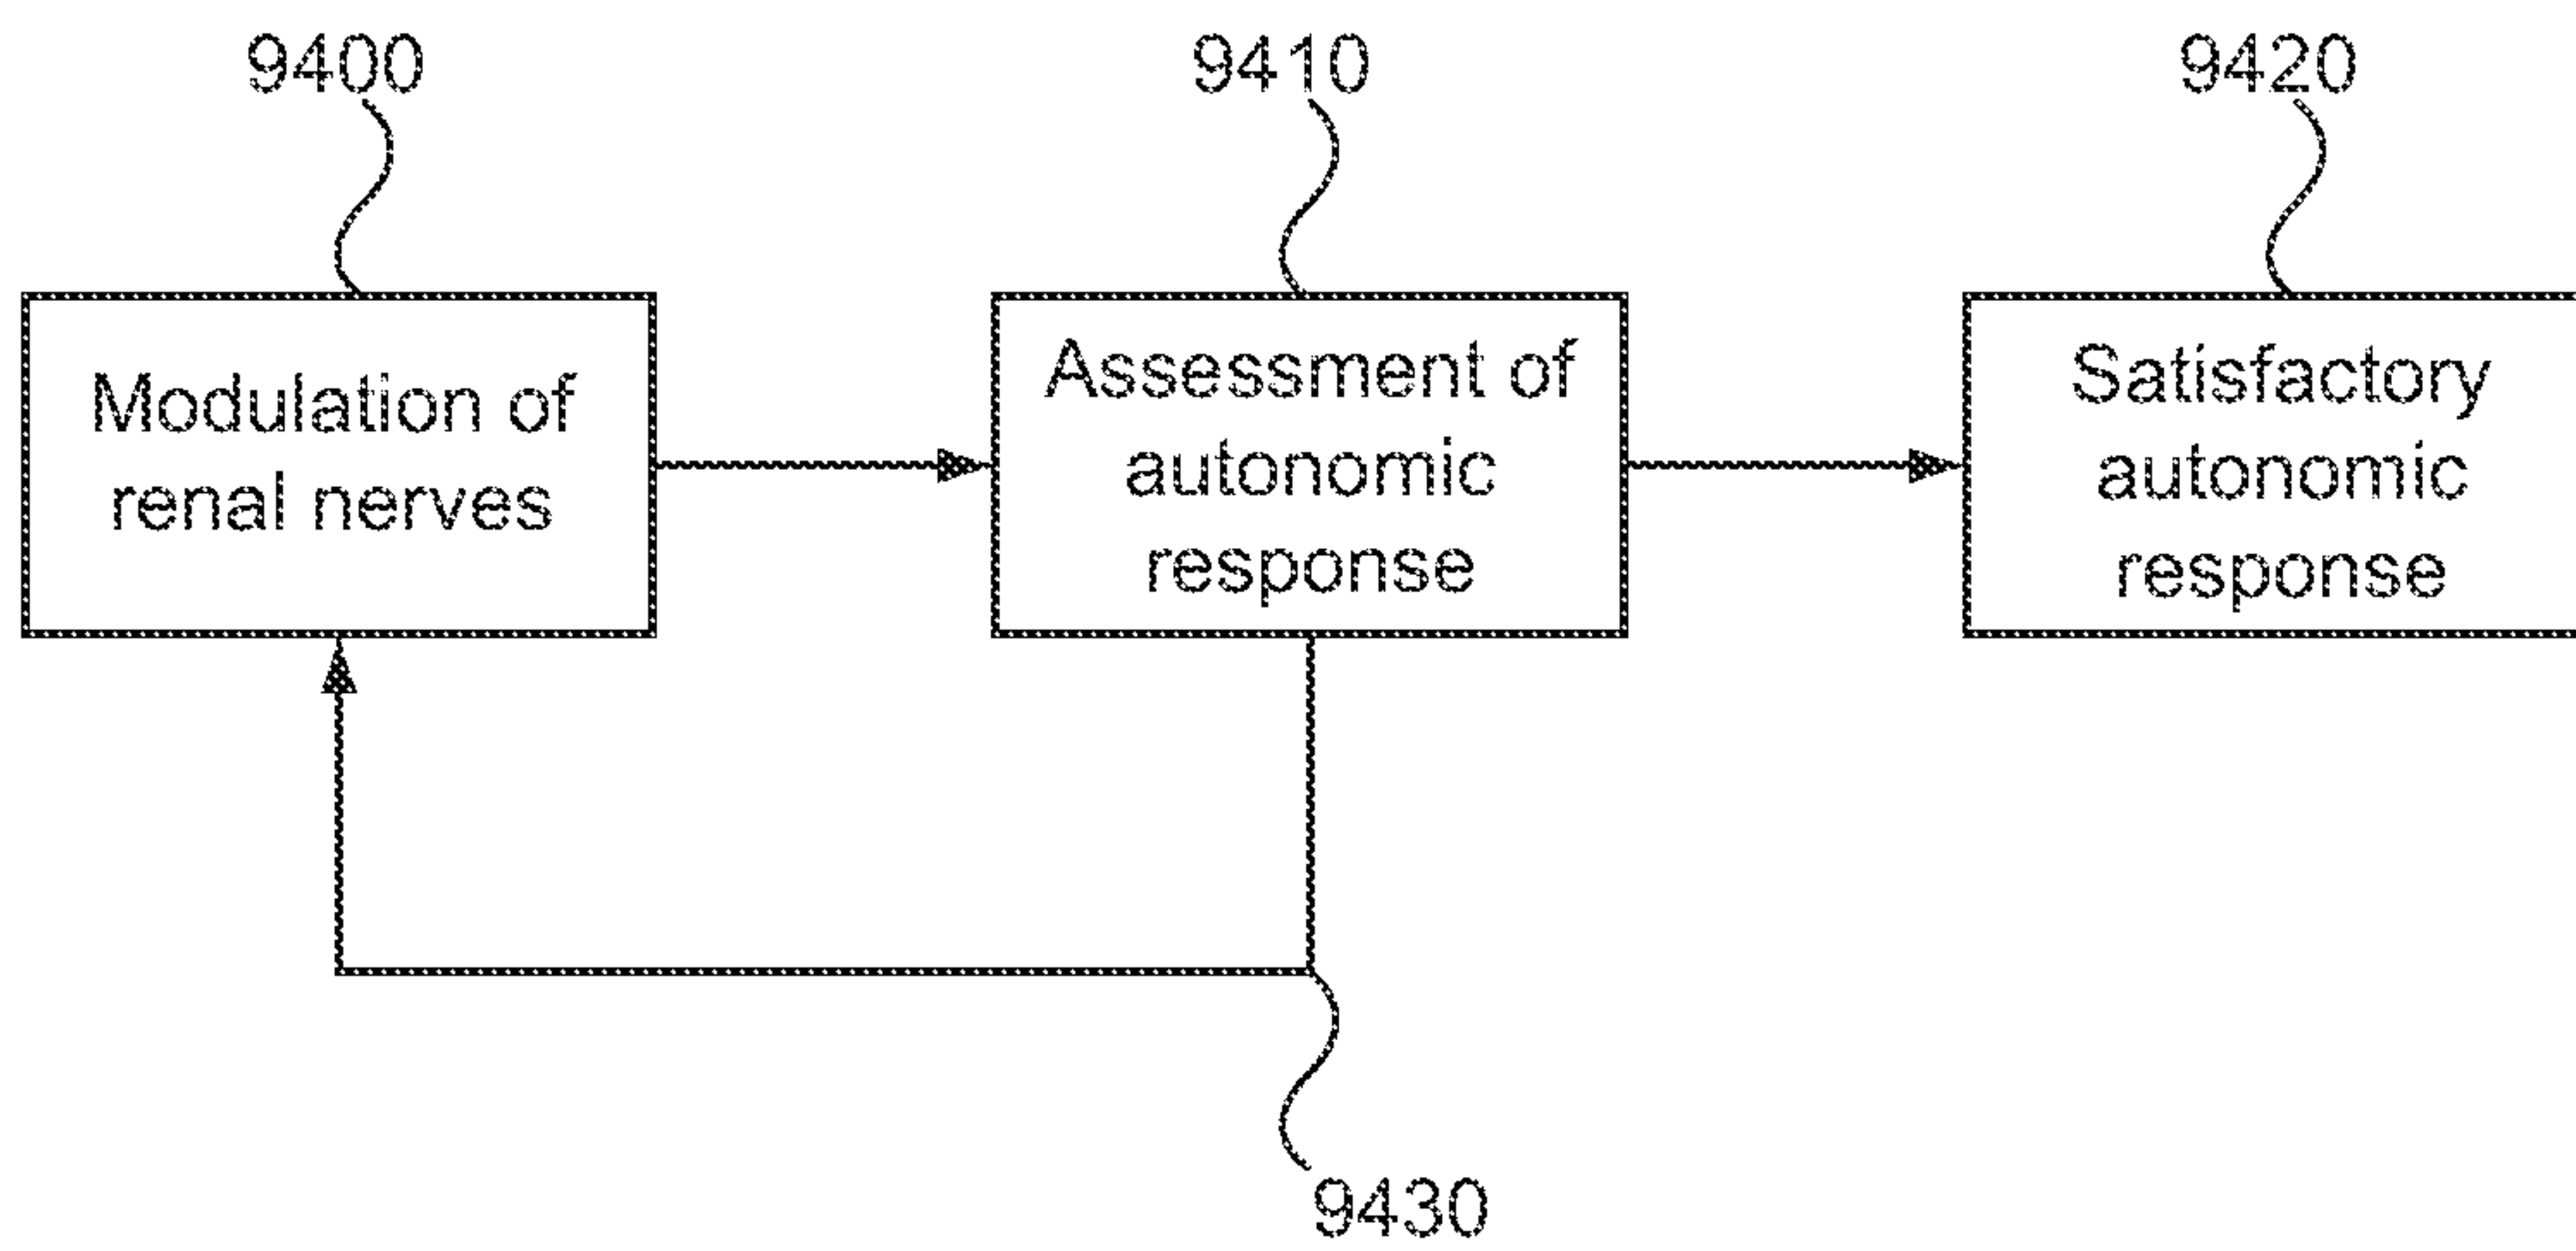 9400
9410
9420
Modulation of
renal nerves
Assessment of
autonomic
response
Satisfactory
autonomic
response
9430